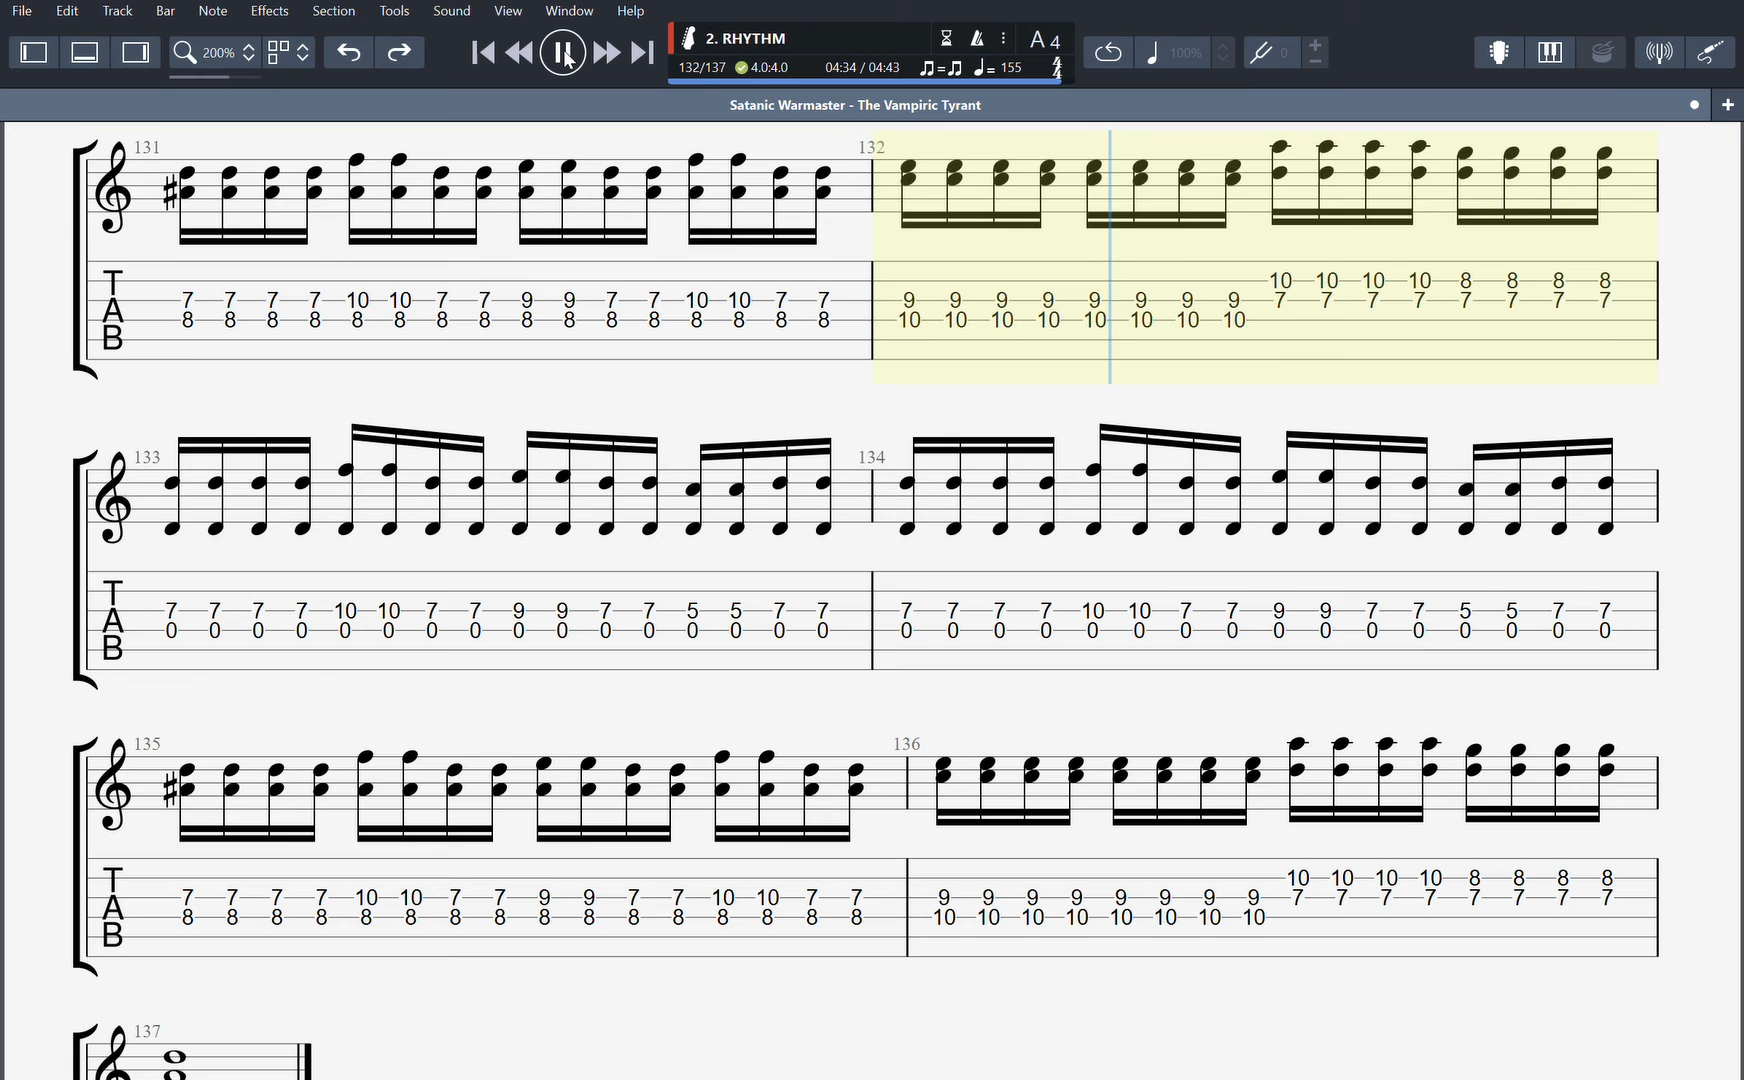 File Edit Track Bar Note Effects Section Tools Sound View Window Help
200% 2. RHYTHM A 4 100% 0
132/137 4.0:4.0 04:34 / 04:43 = 155 4/4
Satanic Warmaster - The Vampiric Tyrant
131 132
TAB
10 10 10 10 8 8 8 8
7 7 7 7 10 10 7 7 9 9 7 7 10 10 7 7 9 9 9 9 9 9 9 9 7 7 7 7 7 7 7 7
8 8 8 8 8 8 8 8 8 8 8 8 8 8 8 8 10 10 10 10 10 10 10 10
133 134
TAB
7 7 7 7 10 10 7 7 9 9 7 7 5 5 7 7 7 7 7 7 10 10 7 7 9 9 7 7 5 5 7 7
0 0 0 0 0 0 0 0 0 0 0 0 0 0 0 0 0 0 0 0 0 0 0 0 0 0 0 0 0 0 0 0
135 136
TAB
10 10 10 10 8 8 8 8
7 7 7 7 10 10 7 7 9 9 7 7 10 10 7 7 9 9 9 9 9 9 9 9 7 7 7 7 7 7 7 7
8 8 8 8 8 8 8 8 8 8 8 8 8 8 8 8 10 10 10 10 10 10 10 10
137